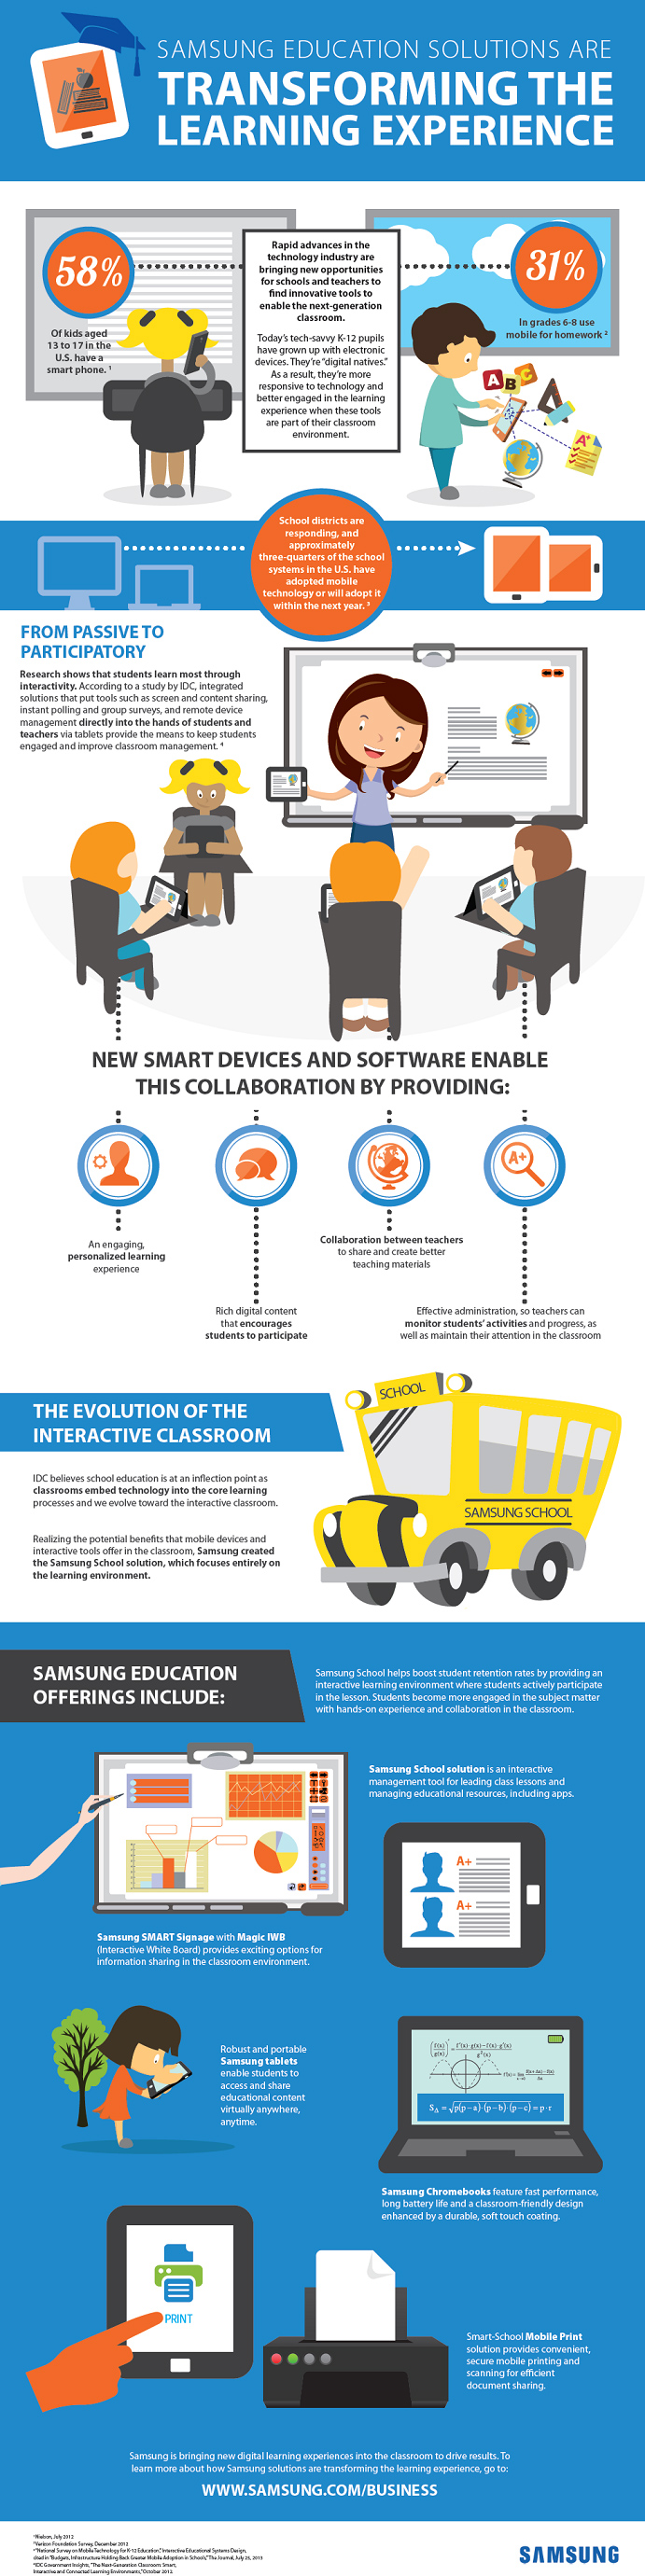 SAMSUNG EDUCATION SOLUTIONS ARE
TRANSFORMING THE
LEARNING EXPERIENCE
58%
Of kids aged
13 to 17 in the
U.S. have a
smart phone. 1
Rapid advances in the
technology industry are
bringing new opportunities
for schools and teachers to
find innovative tools to
enable the next-generation
classroom.
Today's tech-savvy K-12 pupils
have grown up with electronic
devices. They're "digital natives."
As a result, they're more
responsive to technology and
better engaged in the learning
experience when these tools
are part of their classroom
environment.
31%
In grades 6-8 use
mobile for homework 2
A
B
C
A+
School districts are
responding, and
approximately
three-quarters of the school
systems in the U.S. have
adopted mobile
technology or will adopt it
within the next year. 3
FROM PASSIVE TO
PARTICIPATORY
Research shows that students learn most through
interactivity. According to a study by IDC, integrated
solutions that put tools such as screen and content sharing,
instant polling and group surveys, and remote device
management directly into the hands of students and
teachers via tablets provide the means to keep students
engaged and improve classroom management. 4
NEW SMART DEVICES AND SOFTWARE ENABLE
THIS COLLABORATION BY PROVIDING:
A+
An engaging,
personalized learning
experience
Rich digital content
that encourages
students to participate
Collaboration between teachers
to share and create better
teaching materials
Effective administration, so teachers can
monitor students' activities and progress, as
well as maintain their attention in the classroom
SCHOOL
SAMSUNG SCHOOL
THE EVOLUTION OF THE
INTERACTIVE CLASSROOM
IDC believes school education is at an inflection point as
classrooms embed technology into the core learning
processes and we evolve toward the interactive classroom.
Realizing the potential benefits that mobile devices and
interactive tools offer in the classroom, Samsung created
the Samsung School solution, which focuses entirely on
the learning environment.
SAMSUNG EDUCATION
OFFERINGS INCLUDE:
Samsung School helps boost student retention rates by providing an
interactive learning environment where students actively participate
in the lesson. Students become more engaged in the subject matter
with hands-on experience and collaboration in the classroom.
Samsung School solution is an interactive
management tool for leading class lessons and
managing educational resources, including apps.
A+
A+
Samsung SMART Signage with Magic IWB
(Interactive White Board) provides exciting options for
information sharing in the classroom environment.
Robust and portable
Samsung tablets
enable students to
access and share
educational content
virtually anywhere,
anytime.
S△ = √p(p−a)·(p−b)·(p−c) = p·r
Samsung Chromebooks feature fast performance,
long battery life and a classroom-friendly design
enhanced by a durable, soft touch coating.
PRINT
Smart-School Mobile Print
solution provides convenient,
secure mobile printing and
scanning for efficient
document sharing.
Samsung is bringing new digital learning experiences into the classroom to drive results. To
learn more about how Samsung solutions are transforming the learning experience, go to:
WWW.SAMSUNG.COM/BUSINESS
1Nielson, July 2012
2Verizon Foundation Survey, December 2012
3"National Survey on Mobile Technology for K-12 Education," Interactive Educational Systems Design,
cited in "Budgets, Infrastructure Holding Back Greater Mobile Adoption in Schools," The Journal, July 25, 2013
4IDC Government Insights, "The Next-Generation Classroom: Smart,
Interactive and Connected Learning Environments," October 2012.
SAMSUNG